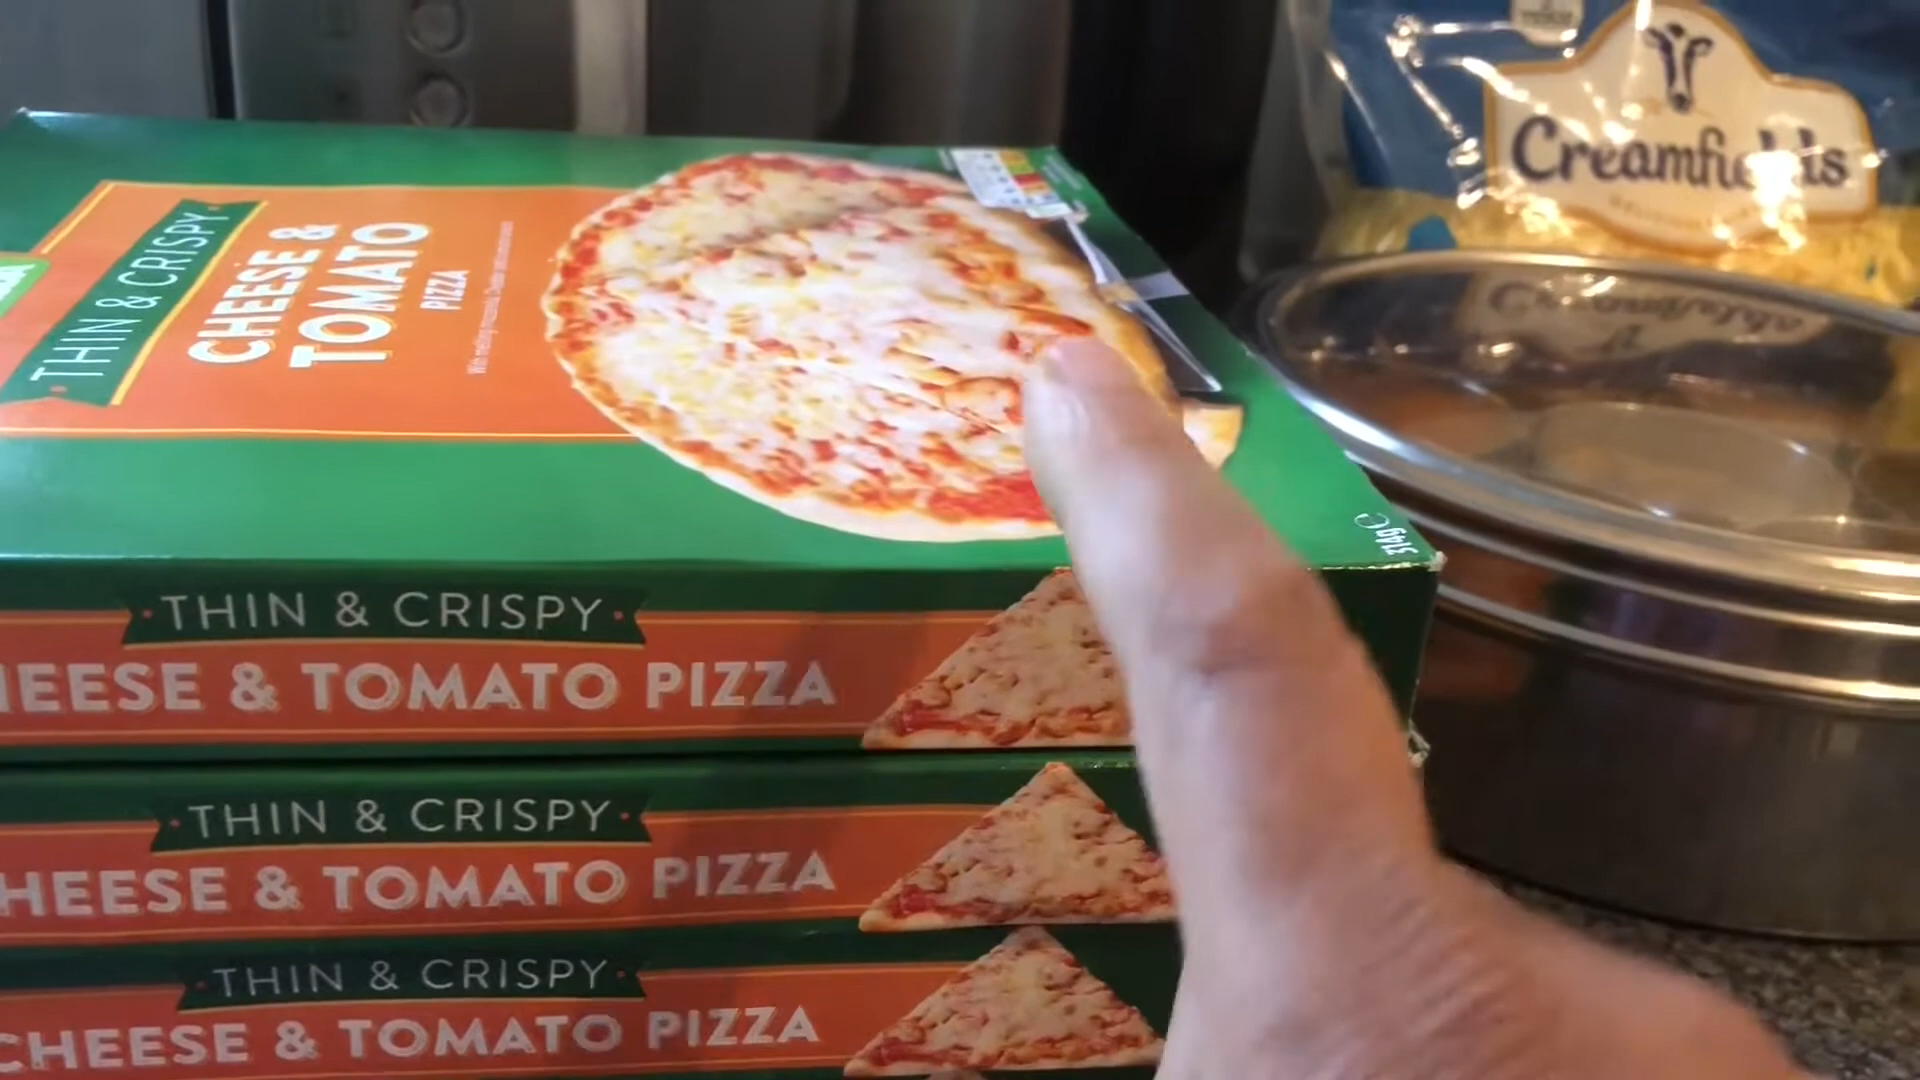 THIN & CRISPY
CHEESE &
TOMATO
PIZZA
314g
Creamfields
THIN & CRISPY
HEESE & TOMATO PIZZA
THIN & CRISPY
HEESE & TOMATO PIZZA
THIN & CRISPY
CHEESE & TOMATO PIZZA